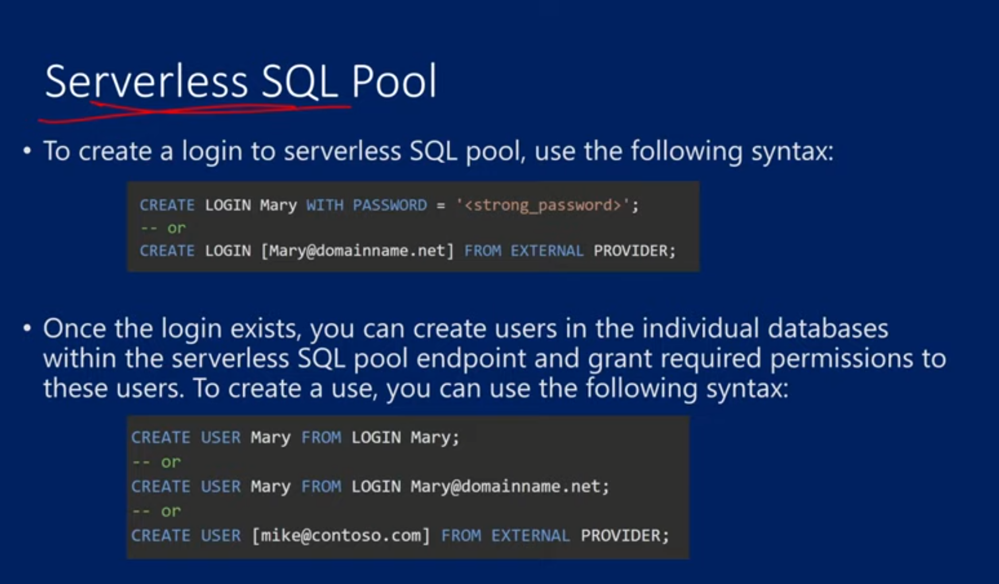 Serverless SQL Pool
• To create a login to serverless SQL pool, use the following syntax:
CREATE LOGIN Mary WITH PASSWORD = '<strong_password>';
-- or
CREATE LOGIN [Mary@domainname.net] FROM EXTERNAL PROVIDER;
• Once the login exists, you can create users in the individual databases
within the serverless SQL pool endpoint and grant required permissions to
these users. To create a use, you can use the following syntax:
CREATE USER Mary FROM LOGIN Mary;
-- or
CREATE USER Mary FROM LOGIN Mary@domainname.net;
-- or
CREATE USER [mike@contoso.com] FROM EXTERNAL PROVIDER;